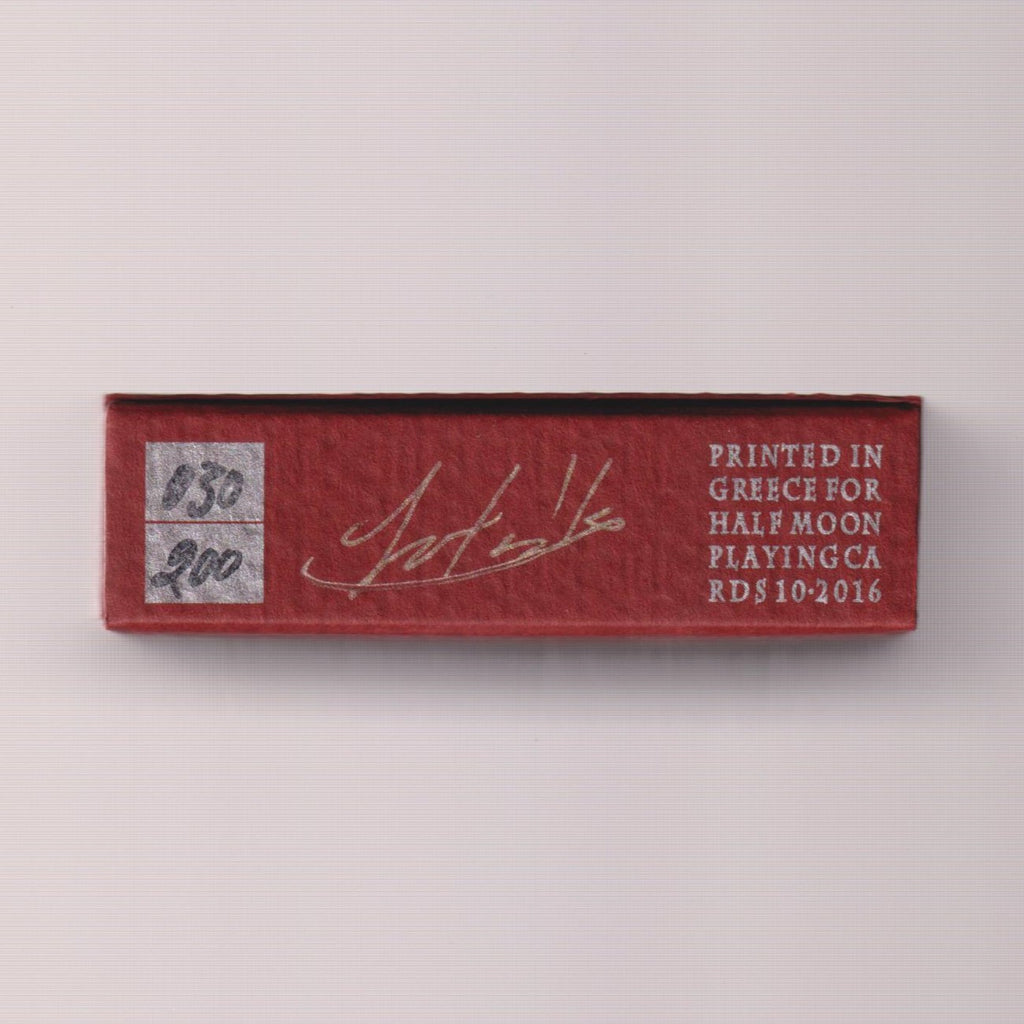 030
200
PRINTED IN
GREECE FOR
HALF MOON
PLAYING CA
RDS 10·2016